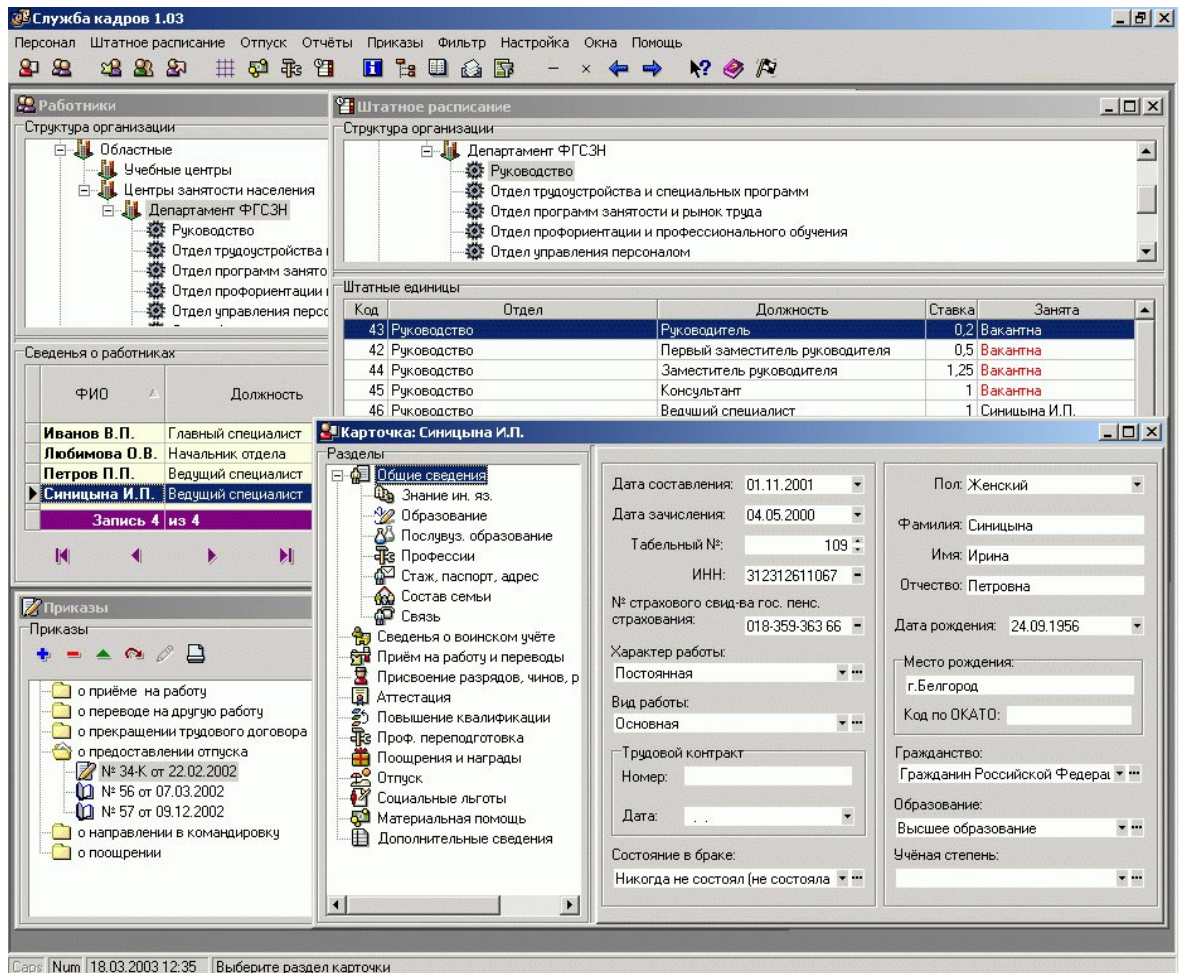 Служба кадров 1.03
Персонал Штатное расписание Отпуск Отчёты Приказы Фильтр Настройка Окна Помощь
Работники
Структура организации
Областные
Учебные центры
Центры занятости населения
Департамент ФГСЗН
Руководство
Отдел трудоустройства
Отдел программ занято
Отдел профориентации
Отдел управления персо
Сведенья о работниках
ФИО Должность
Иванов В.П. Главный специалист
Любимова О.В. Начальник отдела
Петров П.П. Ведущий специалист
Синицына И.П. Ведущий специалист
Запись 4 из 4
Штатное расписание
Структура организации
Департамент ФГСЗН
Руководство
Отдел трудоустройства и специальных программ
Отдел программ занятости и рынок труда
Отдел профориентации и профессионального обучения
Отдел управления персоналом
Штатные единицы
Код Отдел Должность Ставка Занята
43 Руководство Руководитель 0,2 Вакантна
42 Руководство Первый заместитель руководителя 0,5 Вакантна
44 Руководство Заместитель руководителя 1,25 Вакантна
45 Руководство Консультант 1 Вакантна
46 Руководство Ведущий специалист 1 Синицына И.П.
Приказы
Приказы
о приёме на работу
о переводе на другую работу
о прекращении трудового договора
о предоставлении отпуска
№ 34-К от 22.02.2002
№ 56 от 07.03.2002
№ 57 от 09.12.2002
о направлении в командировку
о поощрении
Карточка: Синицына И.П.
Разделы
Общие сведения
Знание ин. яз.
Образование
Послувуз. образование
Профессии
Стаж, паспорт, адрес
Состав семьи
Связь
Сведенья о воинском учёте
Приём на работу и переводы
Присвоение разрядов, чинов, р
Аттестация
Повышение квалификации
Проф. переподготовка
Поощрения и награды
Отпуск
Социальные льготы
Материальная помощь
Дополнительные сведения
Дата составления: 01.11.2001
Дата зачисления: 04.05.2000
Табельный №: 109
ИНН: 312312611067
№ страхового свид-ва гос. пенс.
страхования: 018-359-363 66
Характер работы:
Постоянная
Вид работы:
Основная
Трудовой контракт
Номер:
Дата: . .
Состояние в браке:
Никогда не состоял (не состояла
Пол: Женский
Фамилия: Синицына
Имя: Ирина
Отчество: Петровна
Дата рождения: 24.09.1956
Место рождения:
г.Белгород
Код по ОКАТО:
Гражданство:
Гражданин Российской Федерац
Образование:
Высшее образование
Учёная степень:
Caps Num 18.03.2003 12:35 Выберите раздел карточки